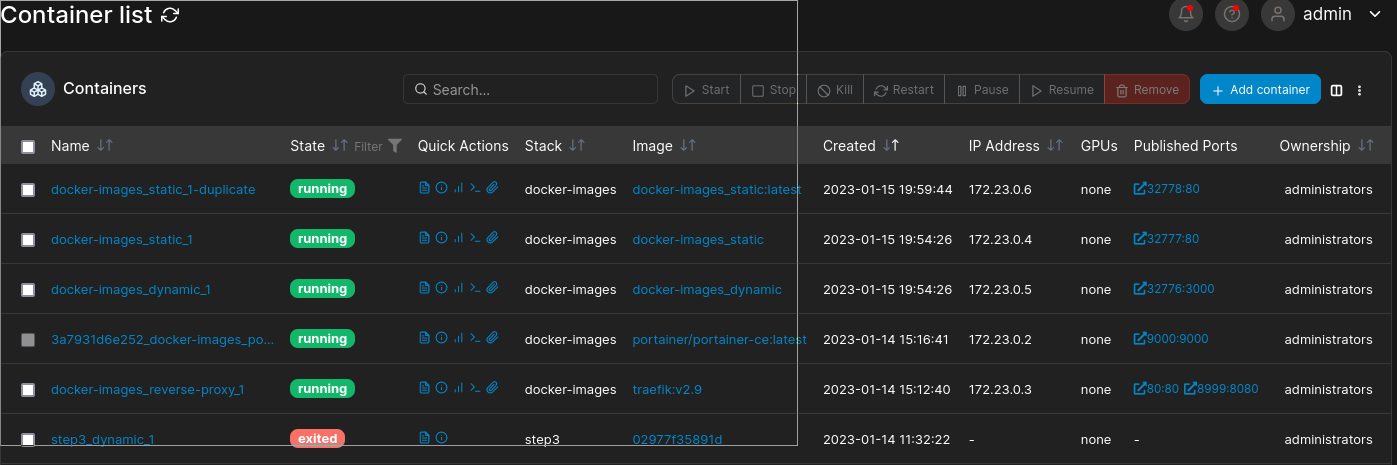 Container list
admin
Containers
Search...
Start Stop Kill Restart Pause Resume Remove Add container
Name State Filter Quick Actions Stack Image Created IP Address GPUs Published Ports Ownership
docker-images_static_1-duplicate running docker-images docker-images_static:latest 2023-01-15 19:59:44 172.23.0.6 none 32778:80 administrators
docker-images_static_1 running docker-images docker-images_static 2023-01-15 19:54:26 172.23.0.4 none 32777:80 administrators
docker-images_dynamic_1 running docker-images docker-images_dynamic 2023-01-15 19:54:26 172.23.0.5 none 32776:3000 administrators
3a7931d6e252_docker-images_po... running docker-images portainer/portainer-ce:latest 2023-01-14 15:16:41 172.23.0.2 none 9000:9000 administrators
docker-images_reverse-proxy_1 running docker-images traefik:v2.9 2023-01-14 15:12:40 172.23.0.3 none 80:80 8999:8080 administrators
step3_dynamic_1 exited step3 02977f35891d 2023-01-14 11:32:22 - none - administrators